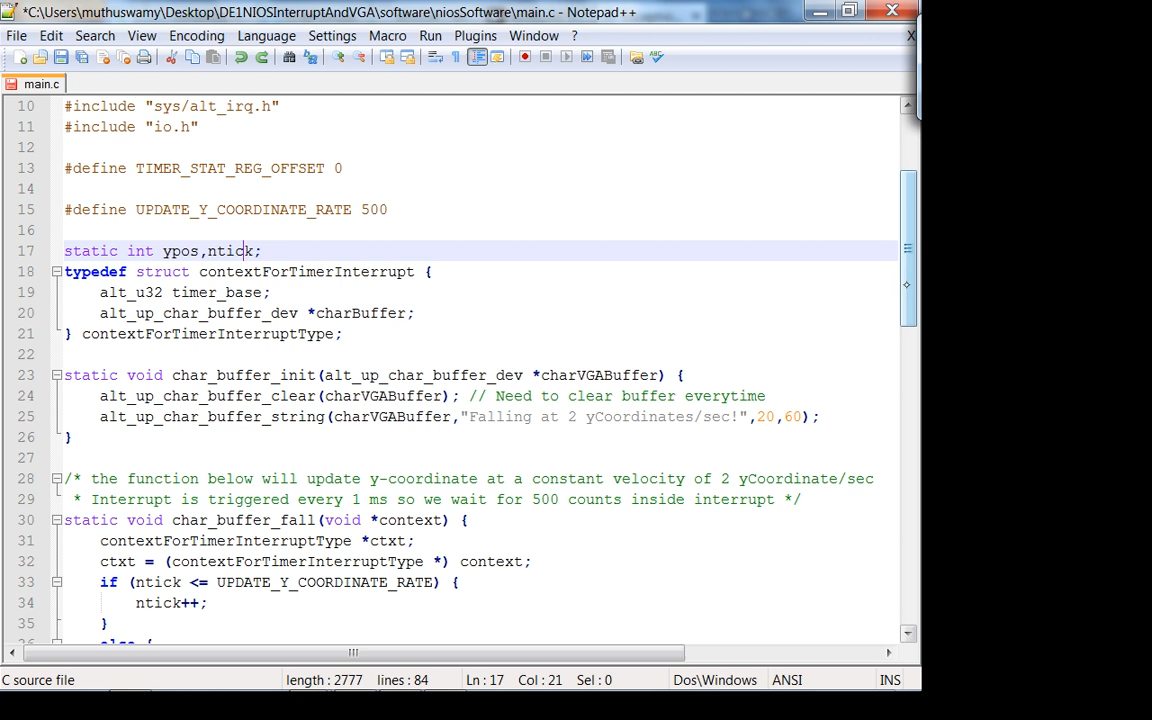 *C:\Users\muthuswamy\Desktop\DE1NIOSInterruptAndVGA\software\niosSoftware\main.c - Notepad++
File Edit Search View Encoding Language Settings Macro Run Plugins Window ? X
main.c
10 #include "sys/alt_irq.h"
11 #include "io.h"
12
13 #define TIMER_STAT_REG_OFFSET 0
14
15 #define UPDATE_Y_COORDINATE_RATE 500
16
17 static int ypos,ntick;
18 typedef struct contextForTimerInterrupt {
19 alt_u32 timer_base;
20 alt_up_char_buffer_dev *charBuffer;
21 } contextForTimerInterruptType;
22
23 static void char_buffer_init(alt_up_char_buffer_dev *charVGABuffer) {
24 alt_up_char_buffer_clear(charVGABuffer); // Need to clear buffer everytime
25 alt_up_char_buffer_string(charVGABuffer,"Falling at 2 yCoordinates/sec!",20,60);
26 }
27
28 /* the function below will update y-coordinate at a constant velocity of 2 yCoordinate/sec
29 * Interrupt is triggered every 1 ms so we wait for 500 counts inside interrupt */
30 static void char_buffer_fall(void *context) {
31 contextForTimerInterruptType *ctxt;
32 ctxt = (contextForTimerInterruptType *) context;
33 if (ntick <= UPDATE_Y_COORDINATE_RATE) {
34 ntick++;
35 }
36 else {
C source file length : 2777 lines : 84 Ln : 17 Col : 21 Sel : 0 Dos\Windows ANSI INS